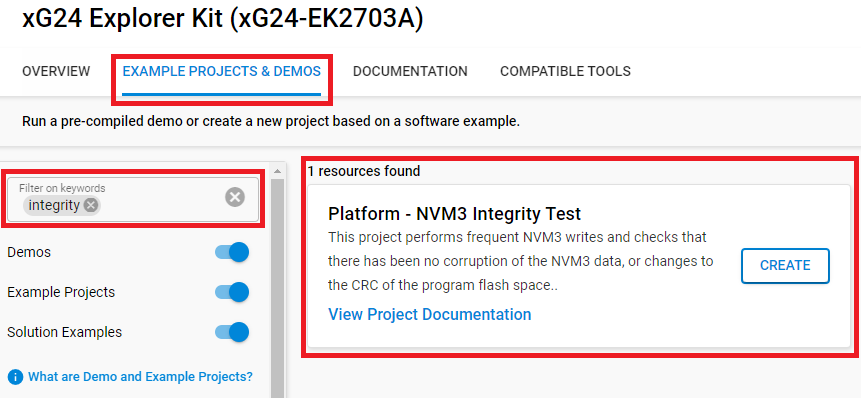 xG24 Explorer Kit (xG24-EK2703A)
OVERVIEW EXAMPLE PROJECTS & DEMOS DOCUMENTATION COMPATIBLE TOOLS
Run a pre-compiled demo or create a new project based on a software example.
Filter on keywords
integrity
Demos
Example Projects
Solution Examples
What are Demo and Example Projects?
1 resources found
Platform - NVM3 Integrity Test
This project performs frequent NVM3 writes and checks that
there has been no corruption of the NVM3 data, or changes to
the CRC of the program flash space..
View Project Documentation
CREATE